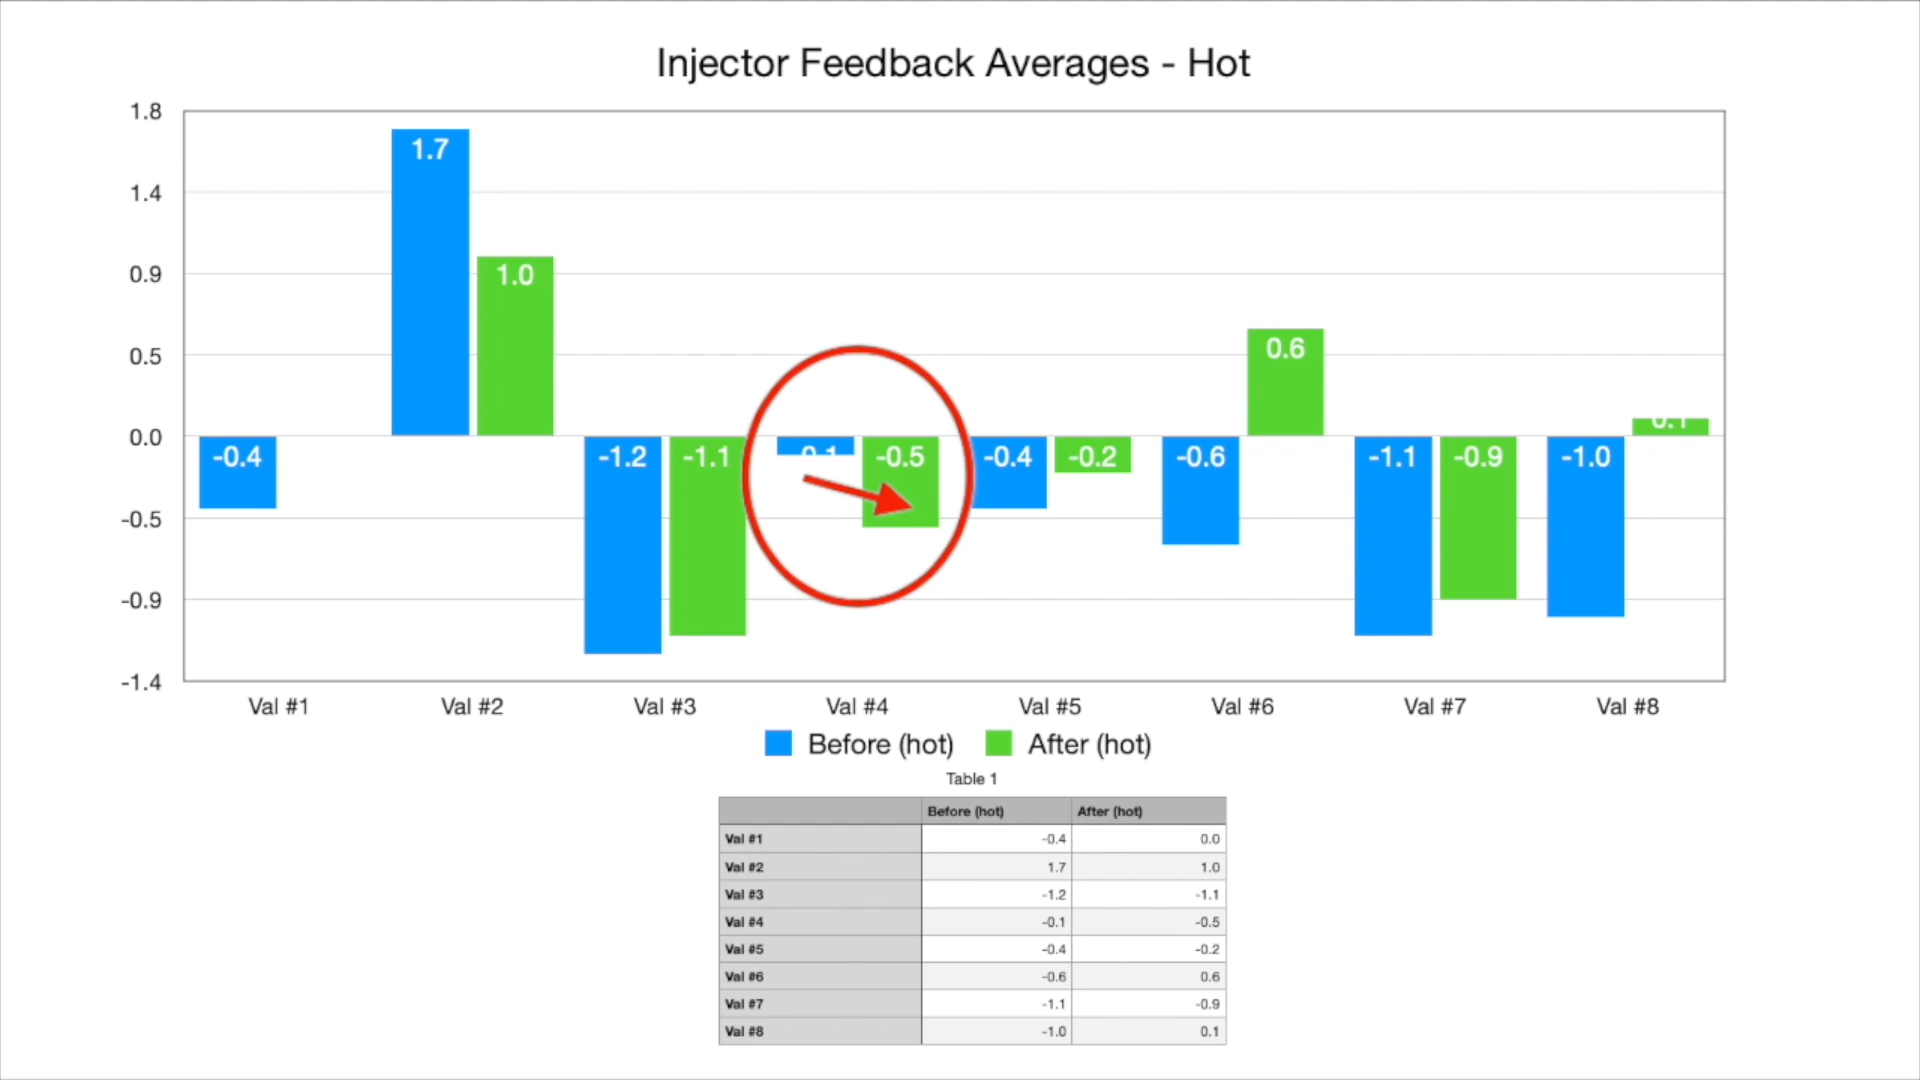 Injector Feedback Averages - Hot
1.8
1.4
0.9
0.5
0.0
-0.5
-0.9
-1.4
-0.4
1.7 1.0
-1.2 -1.1
-0.1 -0.5
-0.4 -0.2
-0.6 0.6
-1.1 -0.9
-1.0 0.1
Val #1 Val #2 Val #3 Val #4 Val #5 Val #6 Val #7 Val #8
Before (hot) After (hot)
Table 1
Before (hot) After (hot)
Val #1 -0.4 0.0
Val #2 1.7 1.0
Val #3 -1.2 -1.1
Val #4 -0.1 -0.5
Val #5 -0.4 -0.2
Val #6 -0.6 0.6
Val #7 -1.1 -0.9
Val #8 -1.0 0.1